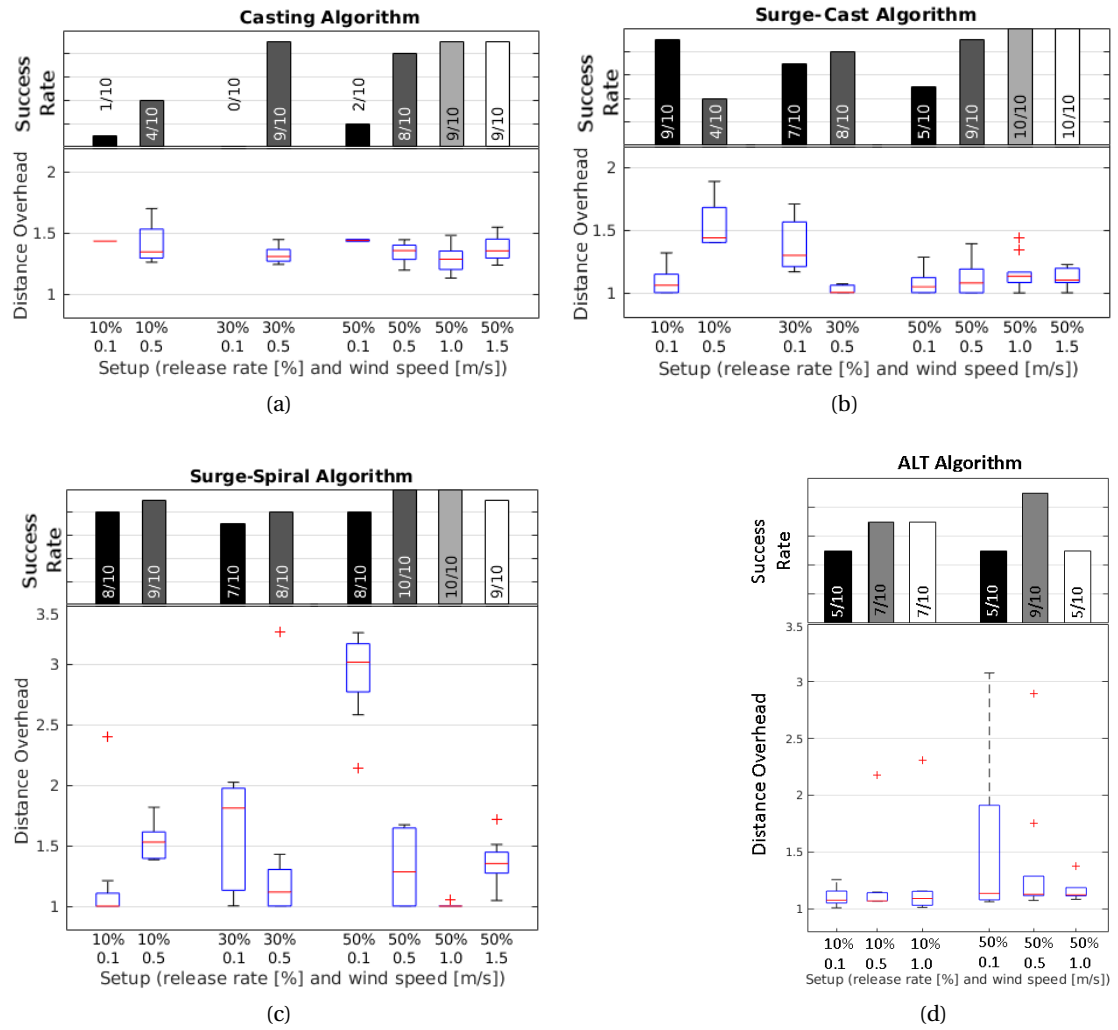 Casting Algorithm
Success
Rate
1/10
4/10
0/10
9/10
2/10
8/10
9/10
9/10
Distance Overhead
2
1.5
1
10% 10% 30% 30% 50% 50% 50% 50%
0.1 0.5 0.1 0.5 0.1 0.5 1.0 1.5
Setup (release rate [%] and wind speed [m/s])
(a)
Surge-Cast Algorithm
Success
Rate
9/10
4/10
7/10
8/10
5/10
9/10
10/10
10/10
Distance Overhead
2
1.5
1
10% 10% 30% 30% 50% 50% 50% 50%
0.1 0.5 0.1 0.5 0.1 0.5 1.0 1.5
Setup (release rate [%] and wind speed [m/s])
(b)
Surge-Spiral Algorithm
Success
Rate
8/10
9/10
7/10
8/10
8/10
10/10
10/10
9/10
Distance Overhead
3.5
3
2.5
2
1.5
1
10% 10% 30% 30% 50% 50% 50% 50%
0.1 0.5 0.1 0.5 0.1 0.5 1.0 1.5
Setup (release rate [%] and wind speed [m/s])
(c)
ALT Algorithm
Success
Rate
5/10
7/10
7/10
5/10
9/10
5/10
Distance Overhead
3.5
3
2.5
2
1.5
1
10% 10% 10% 50% 50% 50%
0.1 0.5 1.0 0.1 0.5 1.0
Setup (release rate [%] and wind speed [m/s])
(d)